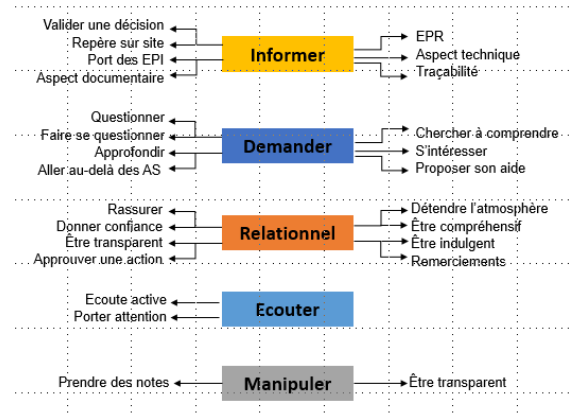 Valider une décision
Repère sur site
Port des EPI
Aspect documentaire
Informer
EPR
Aspect technique
Traçabilité
Questionner
Faire se questionner
Approfondir
Aller au-delà des AS
Demander
Chercher à comprendre
S'intéresser
Proposer son aide
Rassurer
Donner confiance
Être transparent
Approuver une action
Relationnel
Détendre l'atmosphère
Être compréhensif
Être indulgent
Remerciements
Ecoute active
Porter attention
Ecouter
Prendre des notes
Manipuler
Être transparent